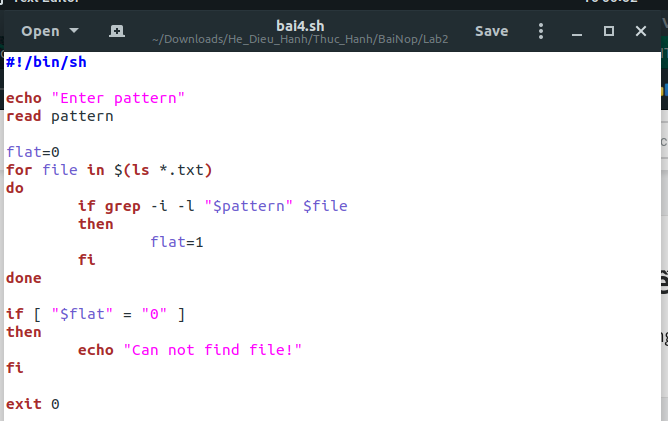 Text Editor
Open
bai4.sh
~/Downloads/He_Dieu_Hanh/Thuc_Hanh/BaiNop/Lab2
Save
#!/bin/sh
echo "Enter pattern"
read pattern
flat=0
for file in $(ls *.txt)
do
if grep -i -l "$pattern" $file
then
flat=1
fi
done
if [ "$flat" = "0" ]
then
echo "Can not find file!"
fi
exit 0